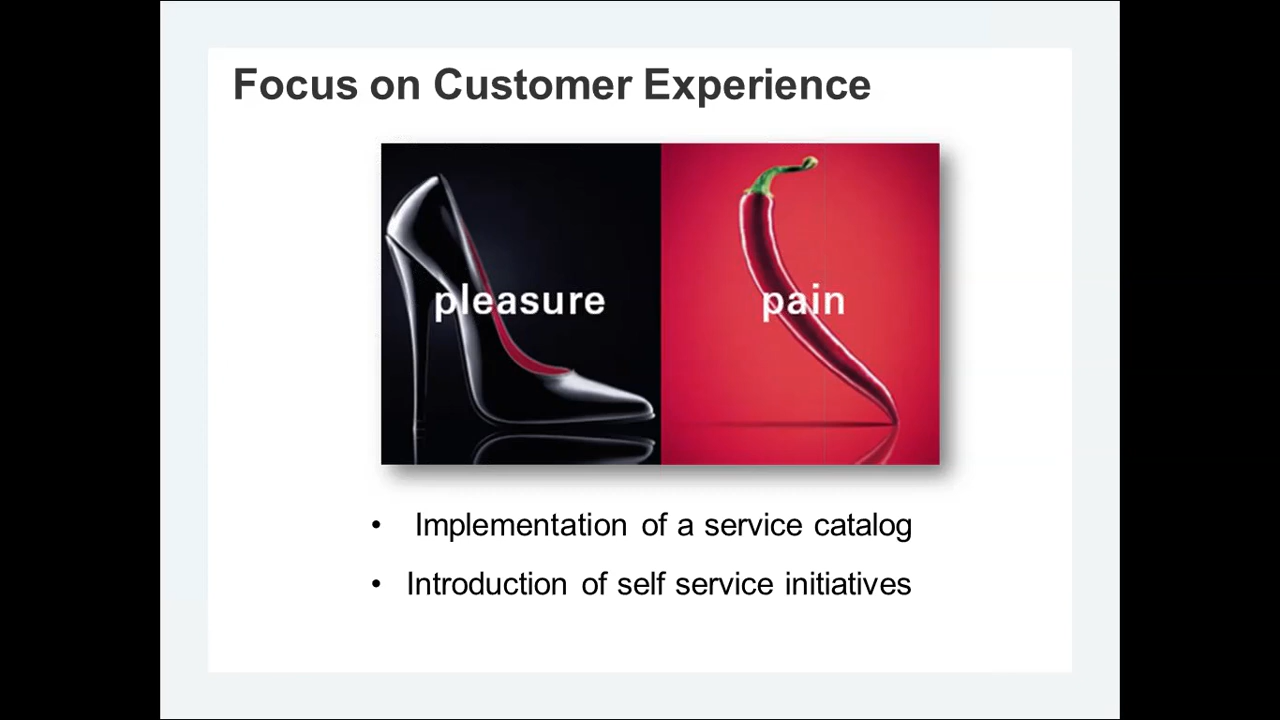 Focus on Customer Experience
pleasure
pain
• Implementation of a service catalog
• Introduction of self service initiatives